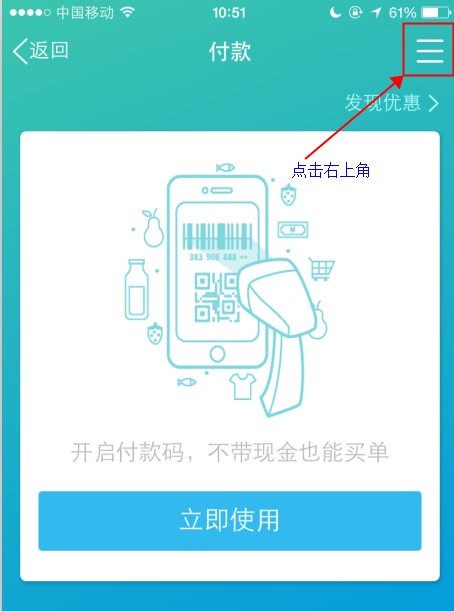 中国移动 10:51 61%
返回 付款
发现优惠
点击右上角
383 906 888 **
开启付款码，不带现金也能买单
立即使用